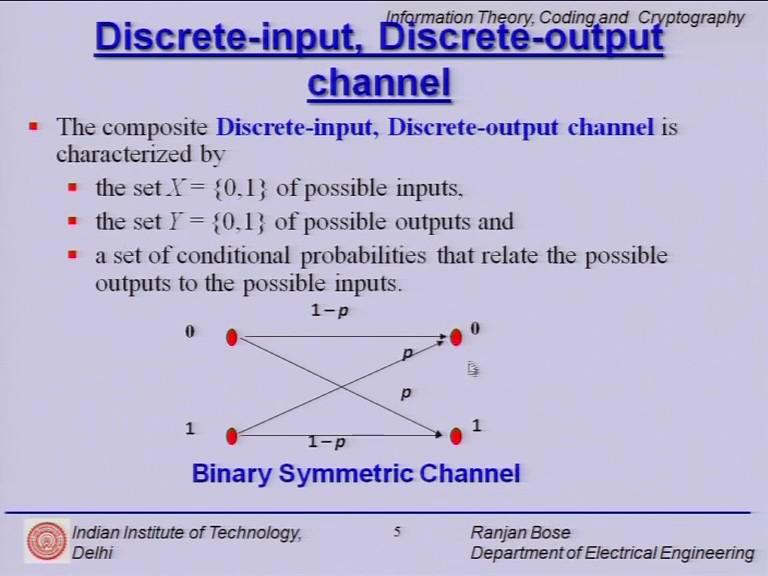 Information Theory, Coding and Cryptography
Discrete-input, Discrete-output
channel
The composite Discrete-input, Discrete-output channel is
characterized by
the set X = {0,1} of possible inputs,
the set Y = {0,1} of possible outputs and
a set of conditional probabilities that relate the possible
outputs to the possible inputs.
1 – p
0 0
p
p
1 1
1 – p
Binary Symmetric Channel
Indian Institute of Technology, 5 Ranjan Bose
Delhi Department of Electrical Engineering